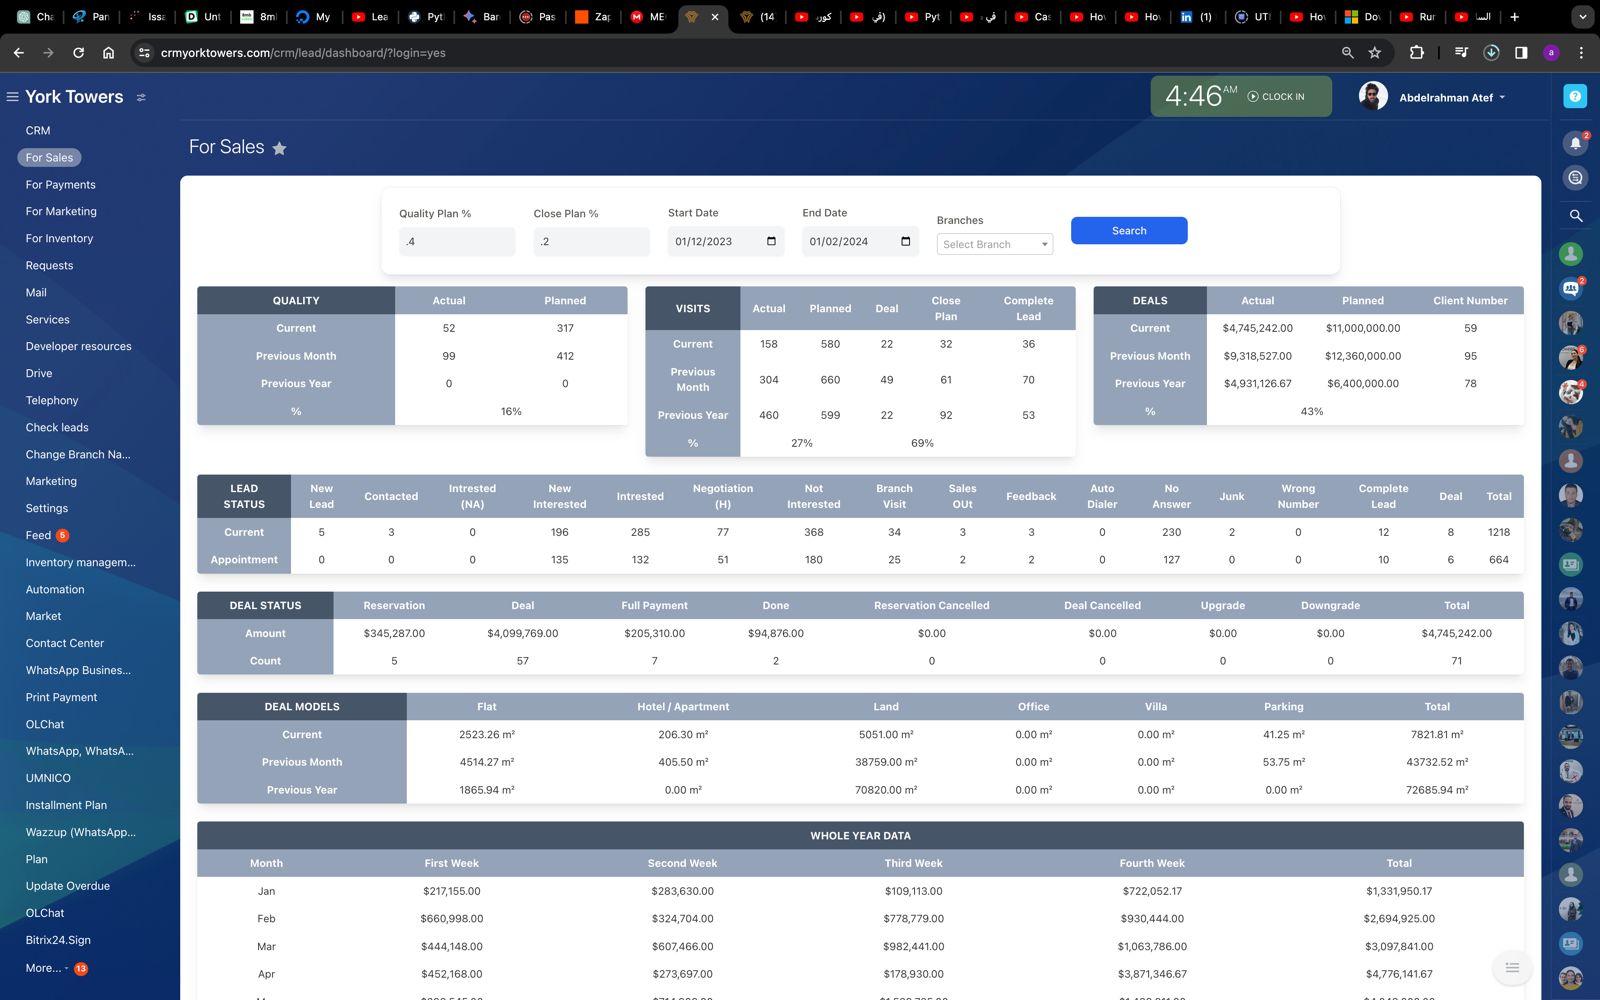 Cha
Pan
Issa
Unt
8ml
My
Lea
Pyt
Bar
Pas
Zap
ME
(14
كور
في)
Pyt
في
Cas
Hov
Hov
(1)
UTI
Hov
Dov
Rur
السا
crmyorktowers.com/crm/lead/dashboard/?login=yes
a
York Towers
4:46 AM CLOCK IN
Abdelrahman Atef
2
CRM
For Sales
For Payments
For Marketing
For Inventory
Requests
Mail
Services
Developer resources
Drive
Telephony
Check leads
Change Branch Na...
Marketing
Settings
Feed 5
Inventory managem...
Automation
Market
Contact Center
WhatsApp Busines...
Print Payment
OLChat
WhatsApp, WhatsA...
UMNICO
Installment Plan
Wazzup (WhatsApp...
Plan
Update Overdue
OLChat
Bitrix24.Sign
More... - 13
For Sales
Quality Plan % Close Plan % Start Date End Date Branches
.4 .2 01/12/2023 01/02/2024 Select Branch Search
QUALITY Actual Planned
Current 52 317
Previous Month 99 412
Previous Year 0 0
% 16%
VISITS Actual Planned Deal Close Plan Complete Lead
Current 158 580 22 32 36
Previous Month 304 660 49 61 70
Previous Year 460 599 22 92 53
% 27% 69%
DEALS Actual Planned Client Number
Current $4,745,242.00 $11,000,000.00 59
Previous Month $9,318,527.00 $12,360,000.00 95
Previous Year $4,931,126.67 $6,400,000.00 78
% 43%
LEAD STATUS New Lead Contacted Intrested (NA) New Interested Intrested Negotiation (H) Not Interested Branch Visit Sales OUt Feedback Auto Dialer No Answer Junk Wrong Number Complete Lead Deal Total
Current 5 3 0 196 285 77 368 34 3 3 0 230 2 0 12 8 1218
Appointment 0 0 0 135 132 51 180 25 2 2 0 127 0 0 10 6 664
DEAL STATUS Reservation Deal Full Payment Done Reservation Cancelled Deal Cancelled Upgrade Downgrade Total
Amount $345,287.00 $4,099,769.00 $205,310.00 $94,876.00 $0.00 $0.00 $0.00 $0.00 $4,745,242.00
Count 5 57 7 2 0 0 0 0 71
DEAL MODELS Flat Hotel / Apartment Land Office Villa Parking Total
Current 2523.26 m² 206.30 m² 5051.00 m² 0.00 m² 0.00 m² 41.25 m² 7821.81 m²
Previous Month 4514.27 m² 405.50 m² 38759.00 m² 0.00 m² 0.00 m² 53.75 m² 43732.52 m²
Previous Year 1865.94 m² 0.00 m² 70820.00 m² 0.00 m² 0.00 m² 0.00 m² 72685.94 m²
WHOLE YEAR DATA
Month First Week Second Week Third Week Fourth Week Total
Jan $217,155.00 $283,630.00 $109,113.00 $722,052.17 $1,331,950.17
Feb $660,998.00 $324,704.00 $778,779.00 $930,444.00 $2,694,925.00
Mar $444,148.00 $607,466.00 $982,441.00 $1,063,786.00 $3,097,841.00
Apr $452,168.00 $273,697.00 $178,930.00 $3,871,346.67 $4,776,141.67
2
6
4